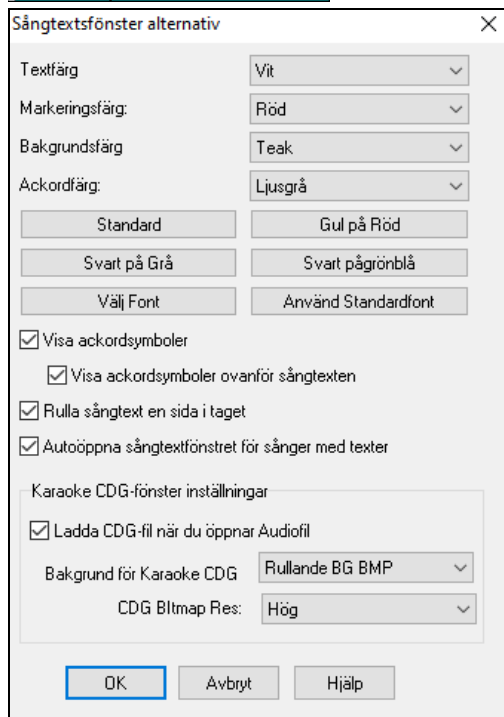 Sångtextsfönster alternativ
Textfärg Vit
Markeringsfärg: Röd
Bakgrundsfärg Teak
Ackordfärg: Ljusgrå
Standard Gul på Röd
Svart på Grå Svart pågrönblå
Välj Font Använd Standardfont
Visa ackordsymboler
Visa ackordsymboler ovanför sångtexten
Rulla sångtext en sida i taget
Autoöppna sångtextfönstret för sånger med texter
Karaoke CDG-fönster inställningar
Ladda CDG-fil när du öppnar Audiofil
Bakgrund för Karaoke CDG Rullande BG BMP
CDG BItmap Res: Hög
OK Avbryt Hjälp